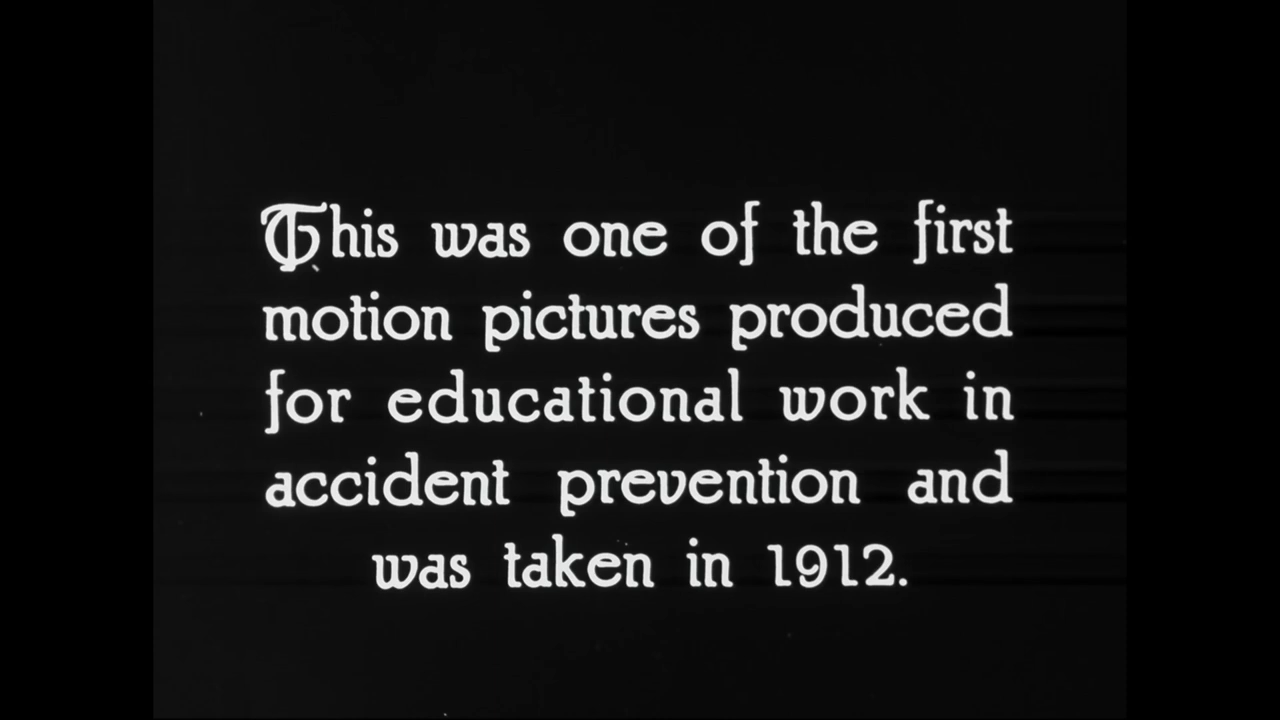 This was one of the first
motion pictures produced
for educational work in
accident prevention and
was taken in 1912.